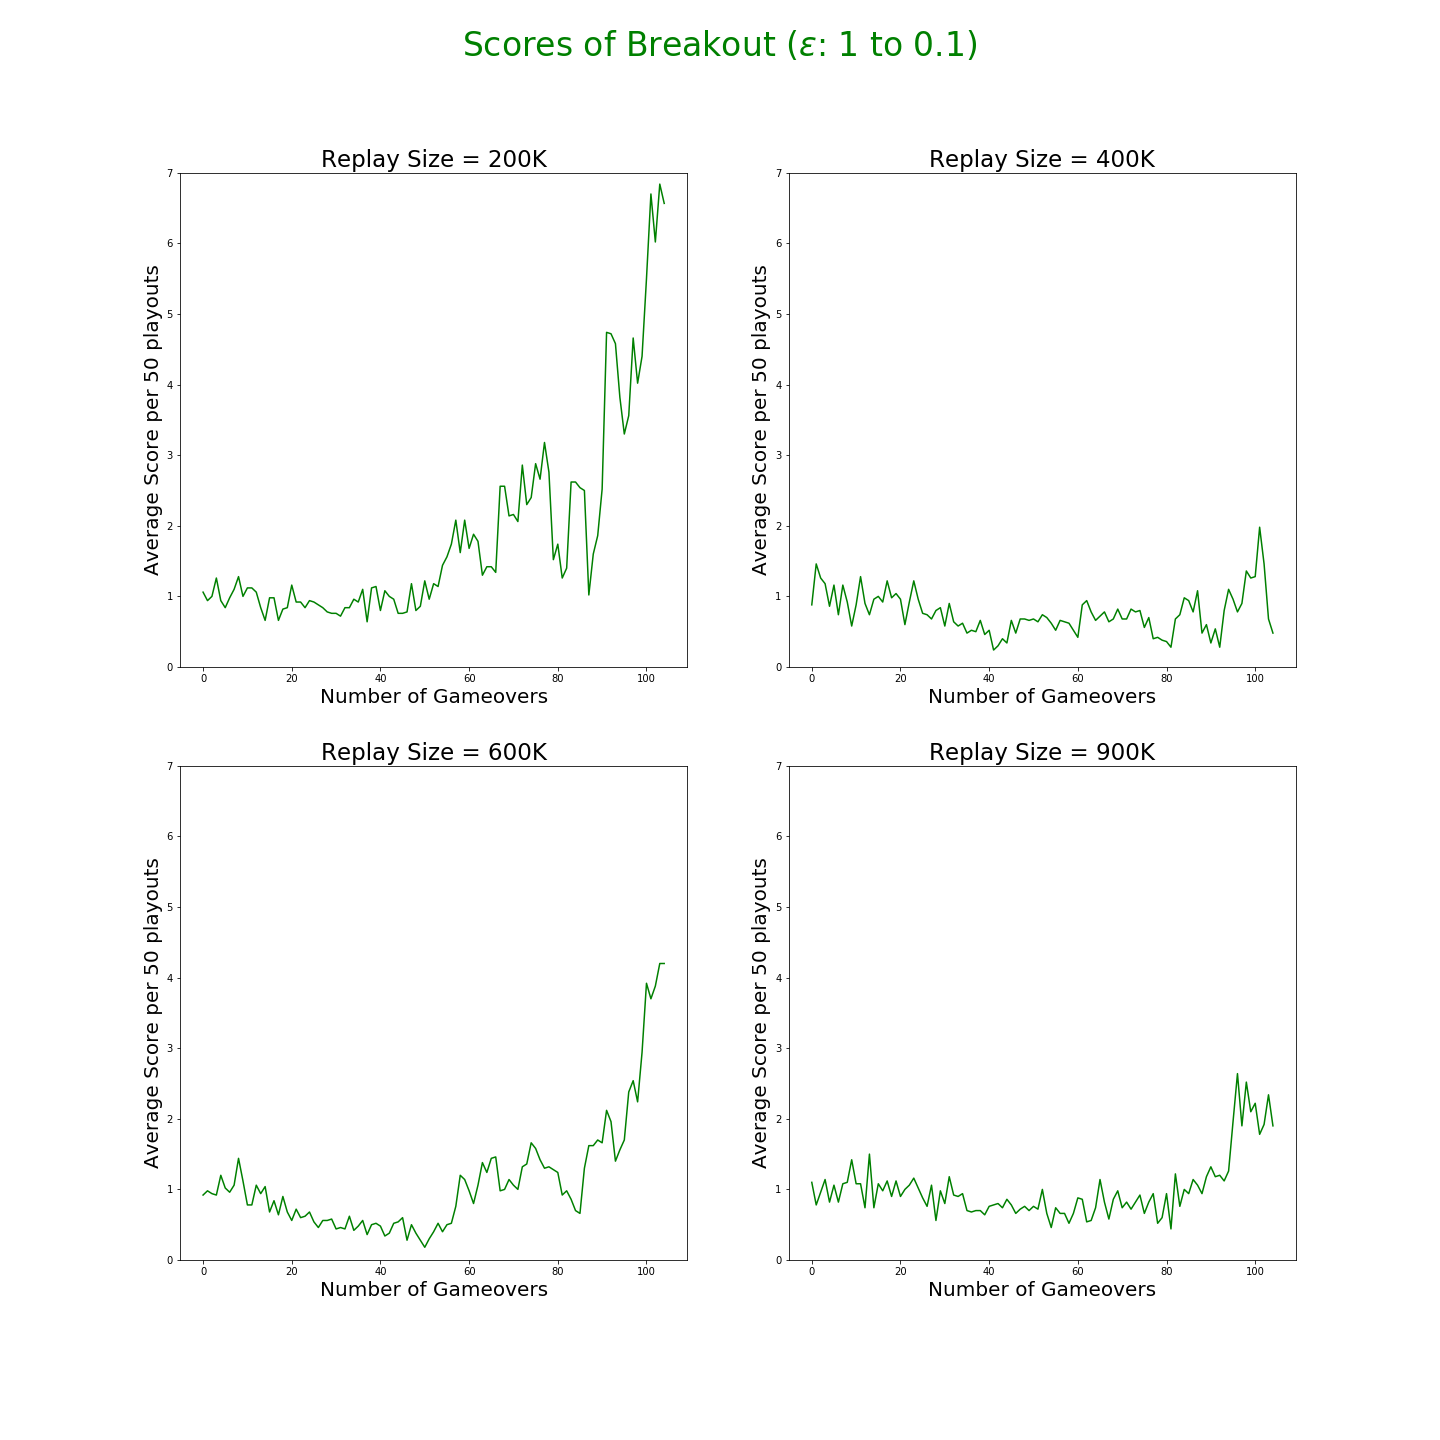 Scores of Breakout (ε: 1 to 0.1)
Replay Size = 200K
7
6
5
4
3
2
1
0
Average Score per 50 playouts
0 20 40 60 80 100
Number of Gameovers
Replay Size = 400K
7
6
5
4
3
2
1
0
Average Score per 50 playouts
0 20 40 60 80 100
Number of Gameovers
Replay Size = 600K
7
6
5
4
3
2
1
0
Average Score per 50 playouts
0 20 40 60 80 100
Number of Gameovers
Replay Size = 900K
7
6
5
4
3
2
1
0
Average Score per 50 playouts
0 20 40 60 80 100
Number of Gameovers